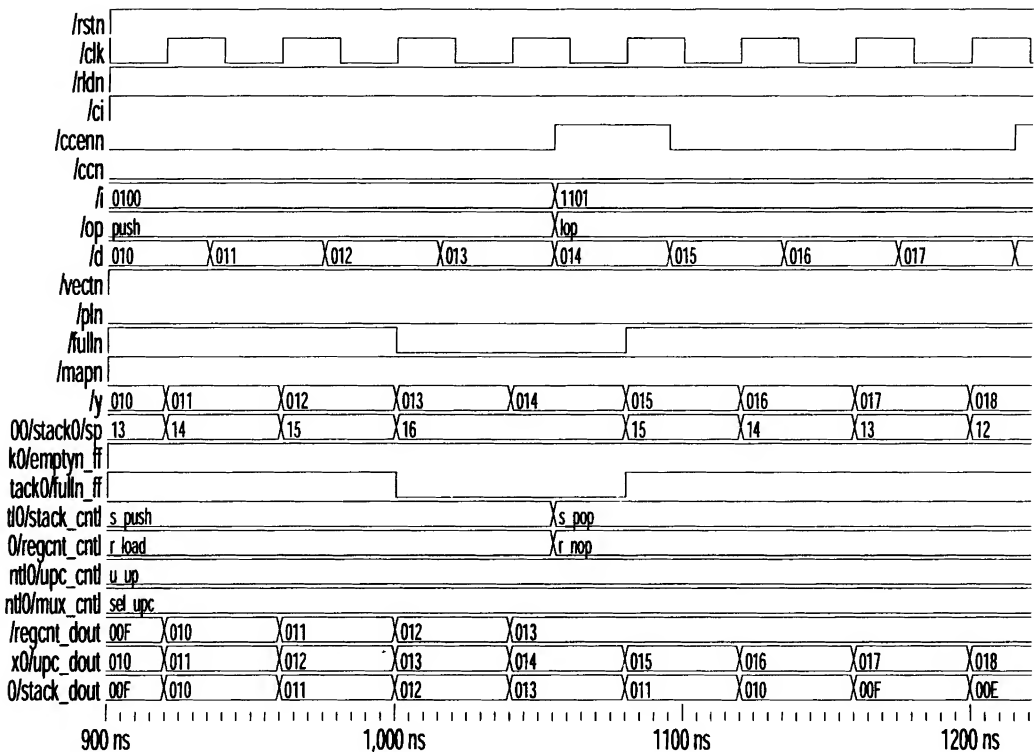 /rstn
/clk
/rldn
/ci
/ccenn
/ccn
/i 0100 1101
/op push lop
/d 010 011 012 013 014 015 016 017
/vectn
/pln
/fulln
/mapn
/y 010 011 012 013 014 015 016 017 018
00/stack0/sp 13 14 15 16 15 14 13 12
k0/emptyn_ff
tack0/fulln_ff
tl0/stack_cntl s_push s_pop
0/regcnt_cntl r_load r_nop
ntl0/upc_cntl u_up
ntl0/mux_cntl sel_upc
/regcnt_dout 00F 010 011 012 013
x0/upc_dout 010 011 012 013 014 015 016 017 018
0/stack_dout 00F 010 011 012 013 011 010 00F 00E
900 ns 1,000 ns 1100 ns 1200 ns